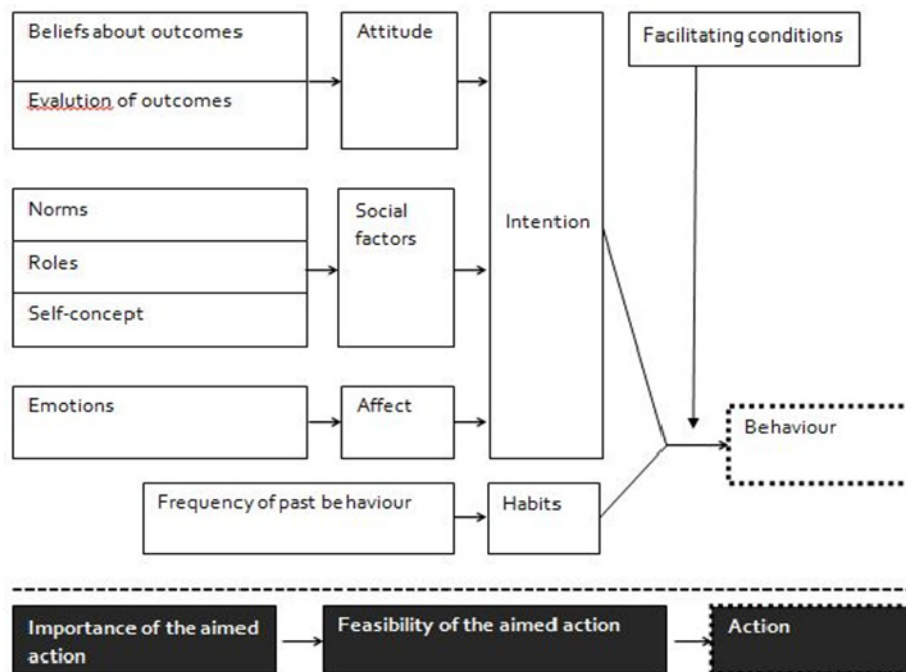 Beliefs about outcomes
Evalution of outcomes
Attitude
Norms
Roles
Self-concept
Social
factors
Emotions
Affect
Intention
Frequency of past behaviour
Habits
Facilitating conditions
Behaviour
Importance of the aimed
action
Feasibility of the aimed action
Action